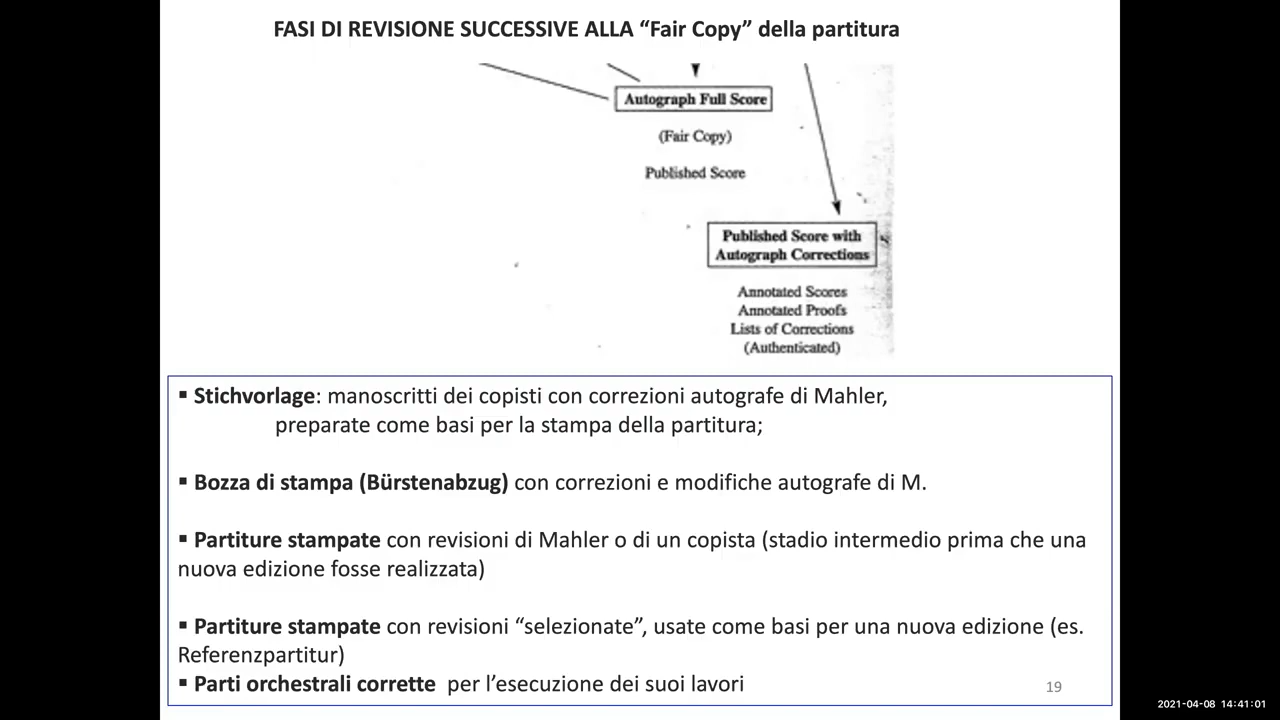 FASI DI REVISIONE SUCCESSIVE ALLA “Fair Copy” della partitura
Autograph Full Score
(Fair Copy)
Published Score
Published Score with
Autograph Corrections
Annotated Scores
Annotated Proofs
Lists of Corrections
(Authenticated)
▪ Stichvorlage: manoscritti dei copisti con correzioni autografe di Mahler,
preparate come basi per la stampa della partitura;
▪ Bozza di stampa (Bürstenabzug) con correzioni e modifiche autografe di M.
▪ Partiture stampate con revisioni di Mahler o di un copista (stadio intermedio prima che una
nuova edizione fosse realizzata)
▪ Partiture stampate con revisioni “selezionate”, usate come basi per una nuova edizione (es.
Referenzpartitur)
▪ Parti orchestrali corrette per l’esecuzione dei suoi lavori
19
2021-04-08 14:41:01